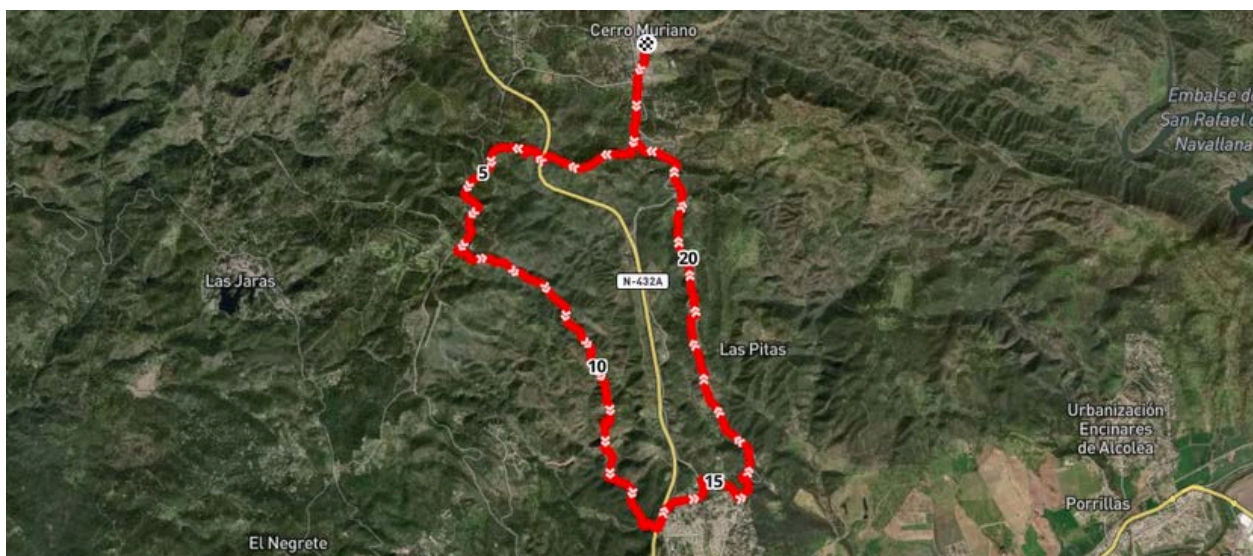 Cerro Muriano
Embalse de
San Rafael de
Navallana
5
Las Jaras
20
N-432A
Las Pitas
10
Urbanización
Encinares
de Alcolea
15
Porrillas
El Negrete